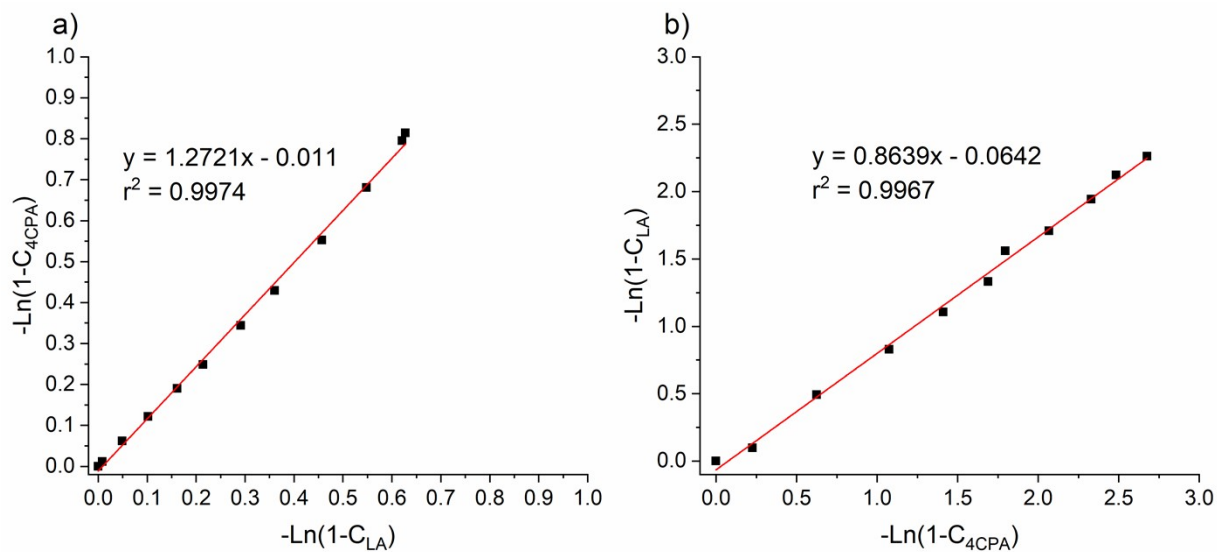 a)
1.0
0.9
0.8
0.7
0.6
0.5
0.4
0.3
0.2
0.1
0.0
-Ln(1-C4CPA)
y = 1.2721x - 0.011
r² = 0.9974
0.0 0.1 0.2 0.3 0.4 0.5 0.6 0.7 0.8 0.9 1.0
-Ln(1-CLA)
b)
3.0
2.5
2.0
1.5
1.0
0.5
0.0
-Ln(1-CLA)
y = 0.8639x - 0.0642
r² = 0.9967
0.0 0.5 1.0 1.5 2.0 2.5 3.0
-Ln(1-C4CPA)